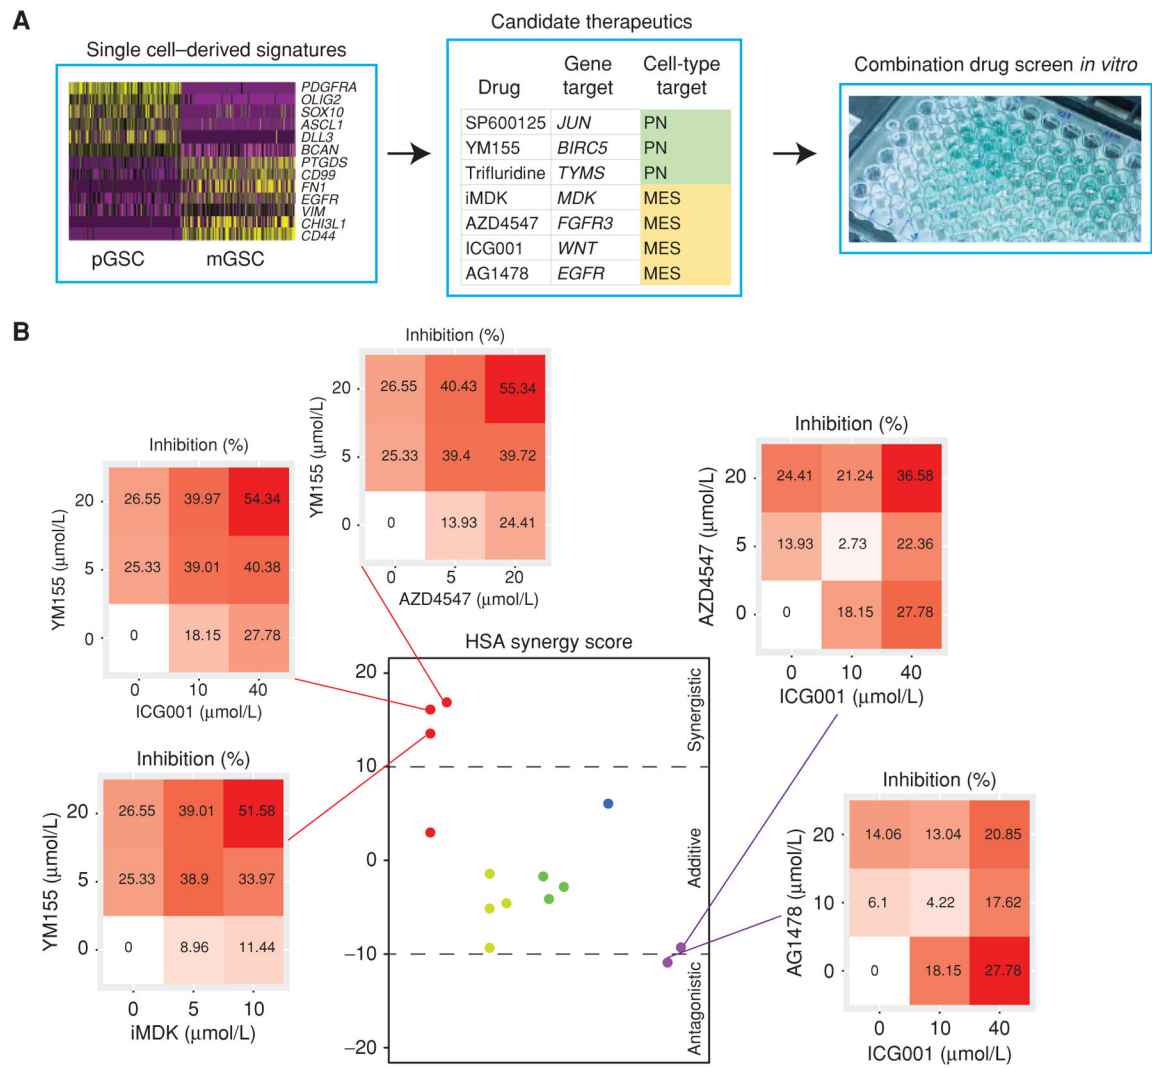 A
Single cell–derived signatures
PDGFRA
OLIG2
SOX10
ASCL1
DLL3
BCAN
PTGDS
CD99
FN1
EGFR
VIM
CHI3L1
CD44
pGSC mGSC
Candidate therapeutics
Drug Gene target Cell-type target
SP600125 JUN PN
YM155 BIRC5 PN
Trifluridine TYMS PN
iMDK MDK MES
AZD4547 FGFR3 MES
ICG001 WNT MES
AG1478 EGFR MES
Combination drug screen in vitro
B
Inhibition (%)
YM155 (μmol/L)
20 26.55 40.43 55.34
5 25.33 39.4 39.72
0 0 13.93 24.41
0 5 20
AZD4547 (μmol/L)
Inhibition (%)
YM155 (μmol/L)
20 26.55 39.97 54.34
5 25.33 39.01 40.38
0 0 18.15 27.78
0 10 40
ICG001 (μmol/L)
Inhibition (%)
YM155 (μmol/L)
20 26.55 39.01 51.58
5 25.33 38.9 33.97
0 0 8.96 11.44
0 5 10
iMDK (μmol/L)
HSA synergy score
20
10
0
−10
−20
Synergistic
Additive
Antagonistic
Inhibition (%)
AZD4547 (μmol/L)
20 24.41 21.24 36.58
5 13.93 2.73 22.36
0 0 18.15 27.78
0 10 40
ICG001 (μmol/L)
Inhibition (%)
AG1478 (μmol/L)
20 14.06 13.04 20.85
10 6.1 4.22 17.62
0 0 18.15 27.78
0 10 40
ICG001 (μmol/L)